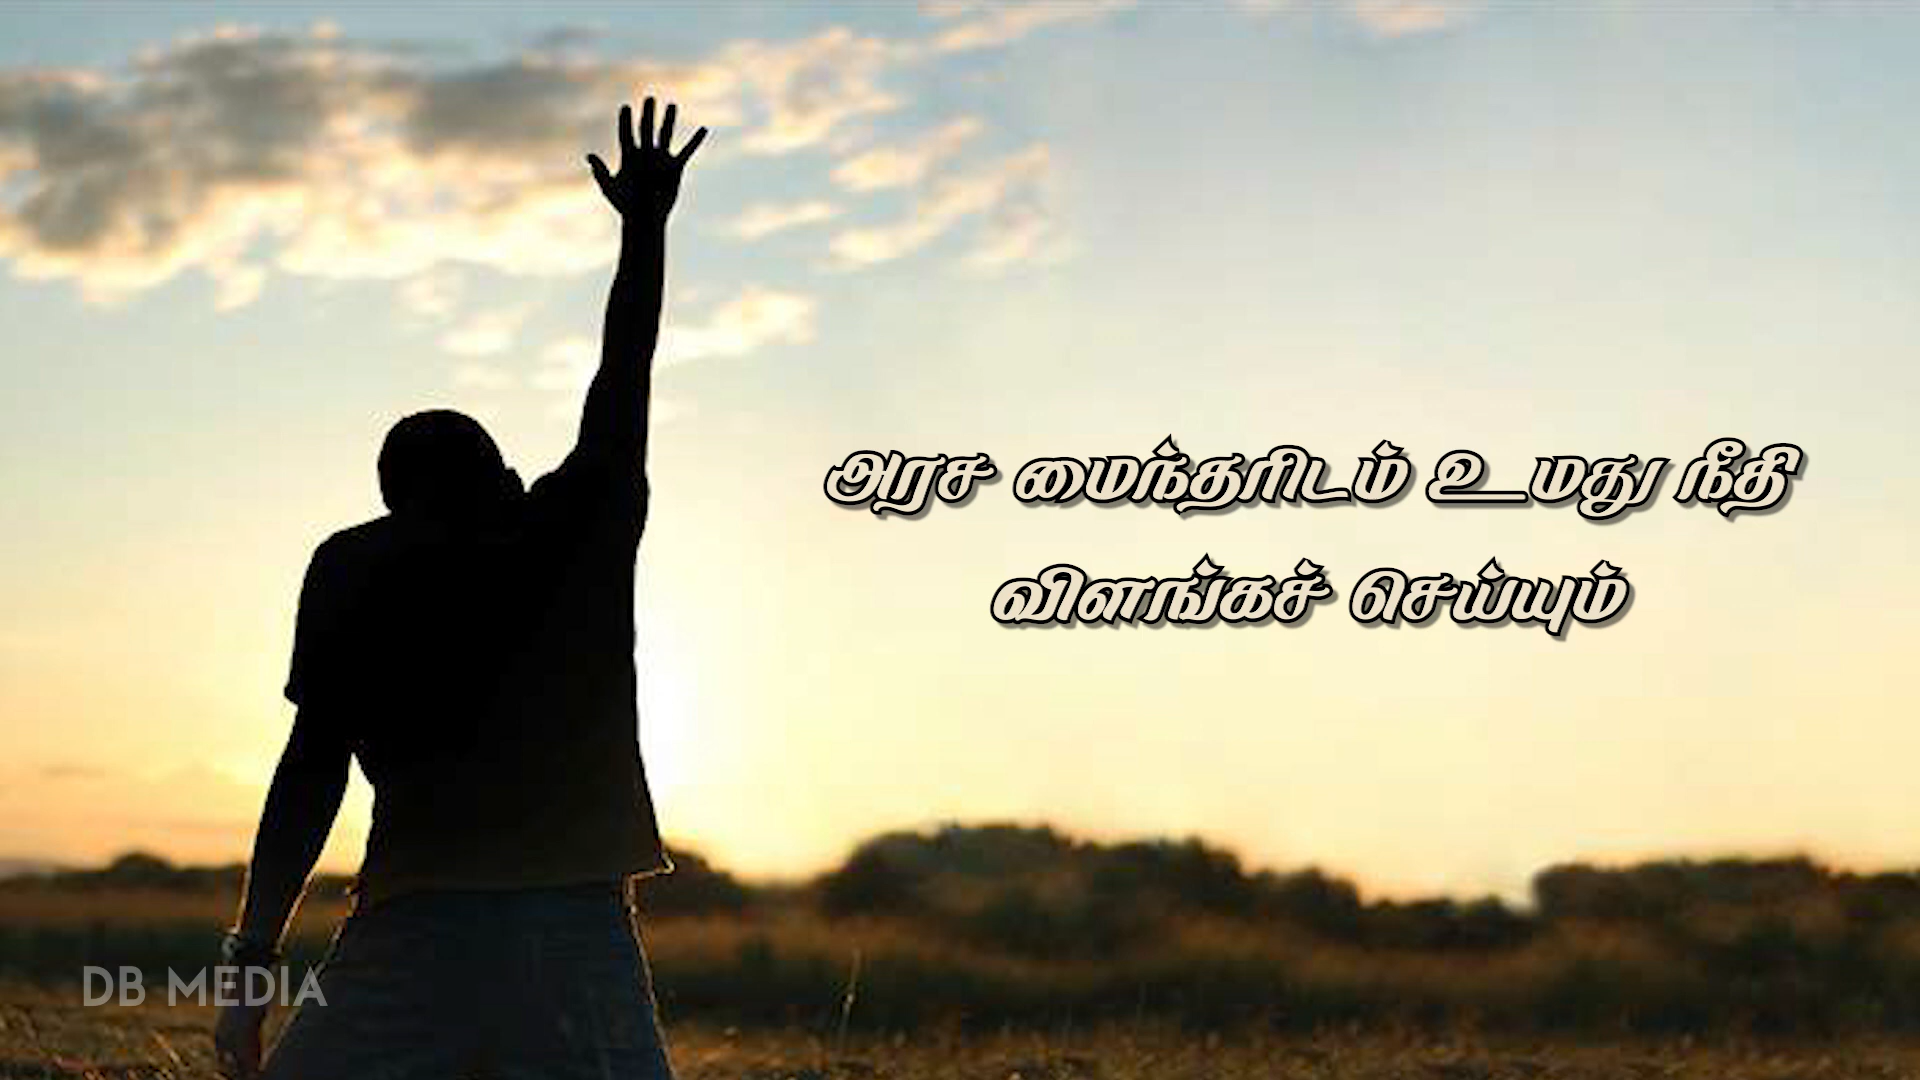 அரச மைந்தரிடம் உமது நீதி
விளங்கச் செய்யும்
DB MEDIA